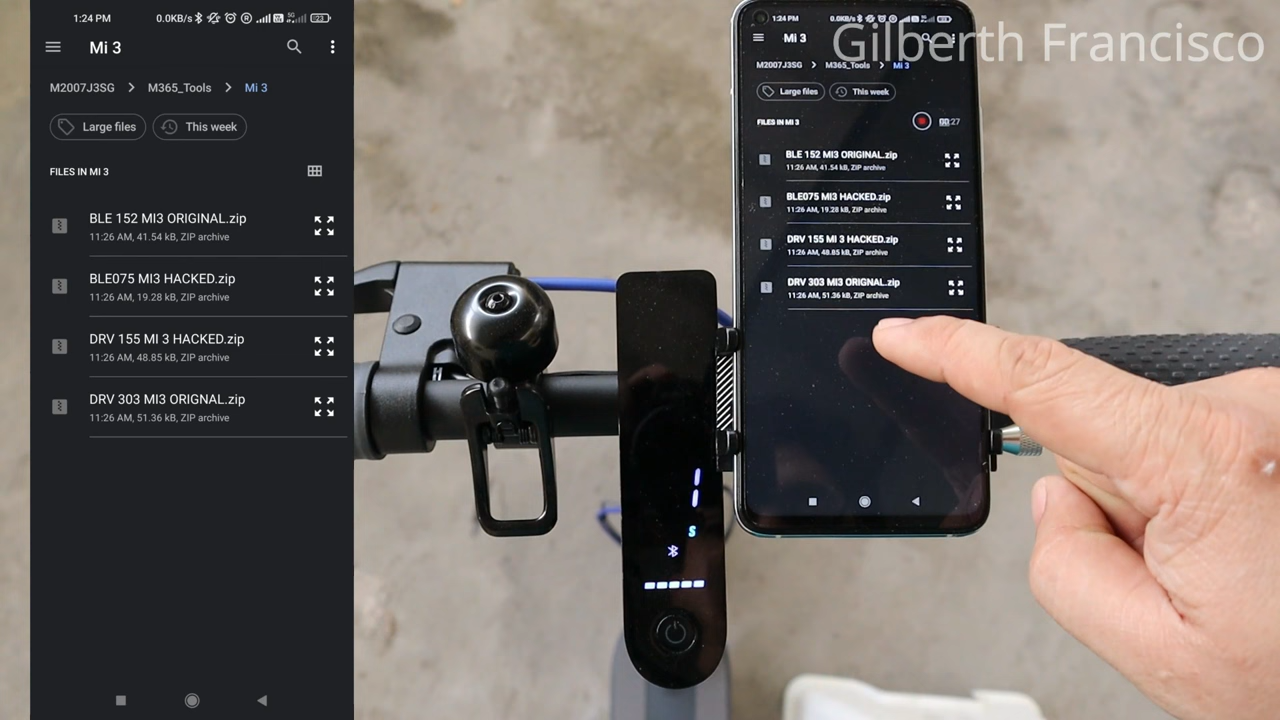 1:24 PM
0.0KB/s
23
Mi 3
M2007J3SG
M365_Tools
Mi 3
Large files
This week
FILES IN MI 3
BLE 152 MI3 ORIGINAL.zip
11:26 AM, 41.54 kB, ZIP archive
BLE075 MI3 HACKED.zip
11:26 AM, 19.28 kB, ZIP archive
DRV 155 MI 3 HACKED.zip
11:26 AM, 48.85 kB, ZIP archive
DRV 303 MI3 ORIGNAL.zip
11:26 AM, 51.36 kB, ZIP archive
Gilberth Francisco
1:24 PM
0.0KB/s
Mi 3
M2007J3SG
M365_Tools
Mi 3
Large files
This week
FILES IN MI 3
00:27
BLE 152 MI3 ORIGINAL.zip
11:26 AM, 41.54 kB, ZIP archive
BLE075 MI3 HACKED.zip
11:26 AM, 19.28 kB, ZIP archive
DRV 155 MI 3 HACKED.zip
11:26 AM, 48.85 kB, ZIP archive
DRV 303 MI3 ORIGNAL.zip
11:26 AM, 51.36 kB, ZIP archive
1
S